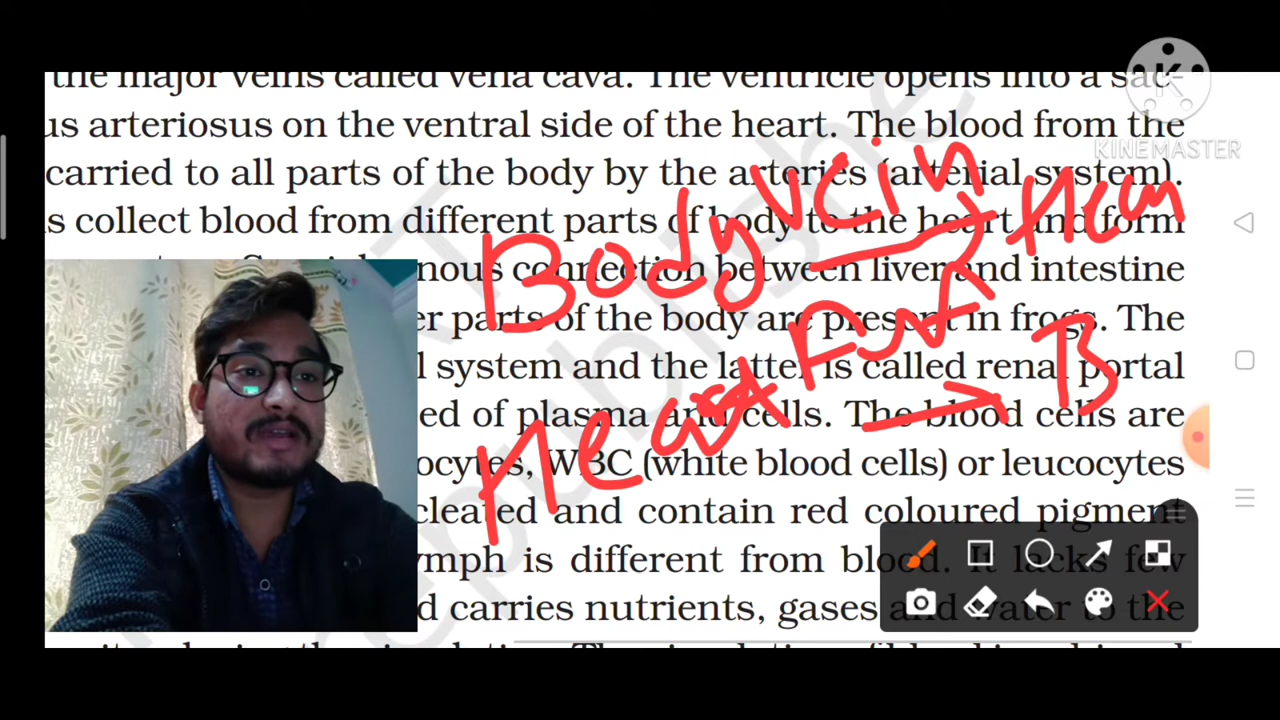 the major veins called vena cava. The ventricle opens into a sac-
us arteriosus on the ventral side of the heart. The blood from the
carried to all parts of the body by the arteries (arterial system).
s collect blood from different parts of body to the heart and form
nous connection between liver and intestine
er parts of the body are present in frogs. The
l system and the latter is called renal portal
ed of plasma and cells. The blood cells are
ocytes, WBC (white blood cells) or leucocytes
cleated and contain red coloured pigment
ymph is different from blood. It lacks few
d carries nutrients, gases and water to the
KINEMASTER
Body vein
Heart
B